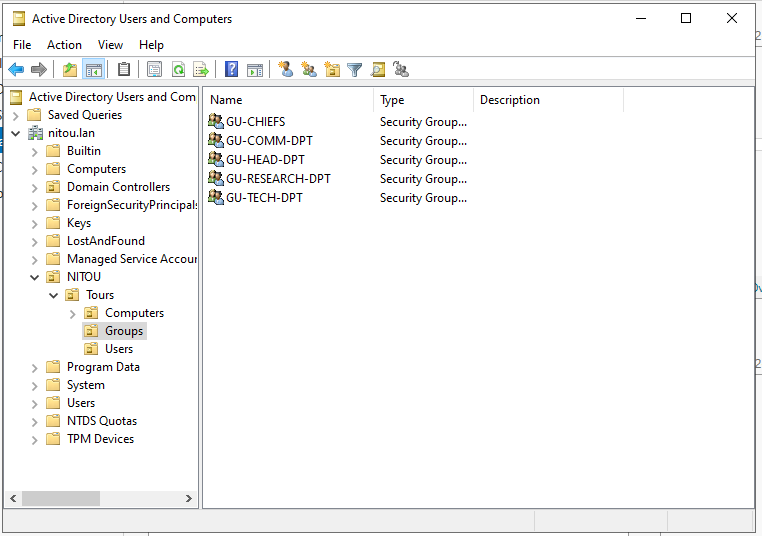 Active Directory Users and Computers
File Action View Help
Active Directory Users and Com
Saved Queries
nitou.lan
Builtin
Computers
Domain Controllers
ForeignSecurityPrincipals
Keys
LostAndFound
Managed Service Accour
NITOU
Tours
Computers
Groups
Users
Program Data
System
Users
NTDS Quotas
TPM Devices
Name Type Description
GU-CHIEFS Security Group...
GU-COMM-DPT Security Group...
GU-HEAD-DPT Security Group...
GU-RESEARCH-DPT Security Group...
GU-TECH-DPT Security Group...